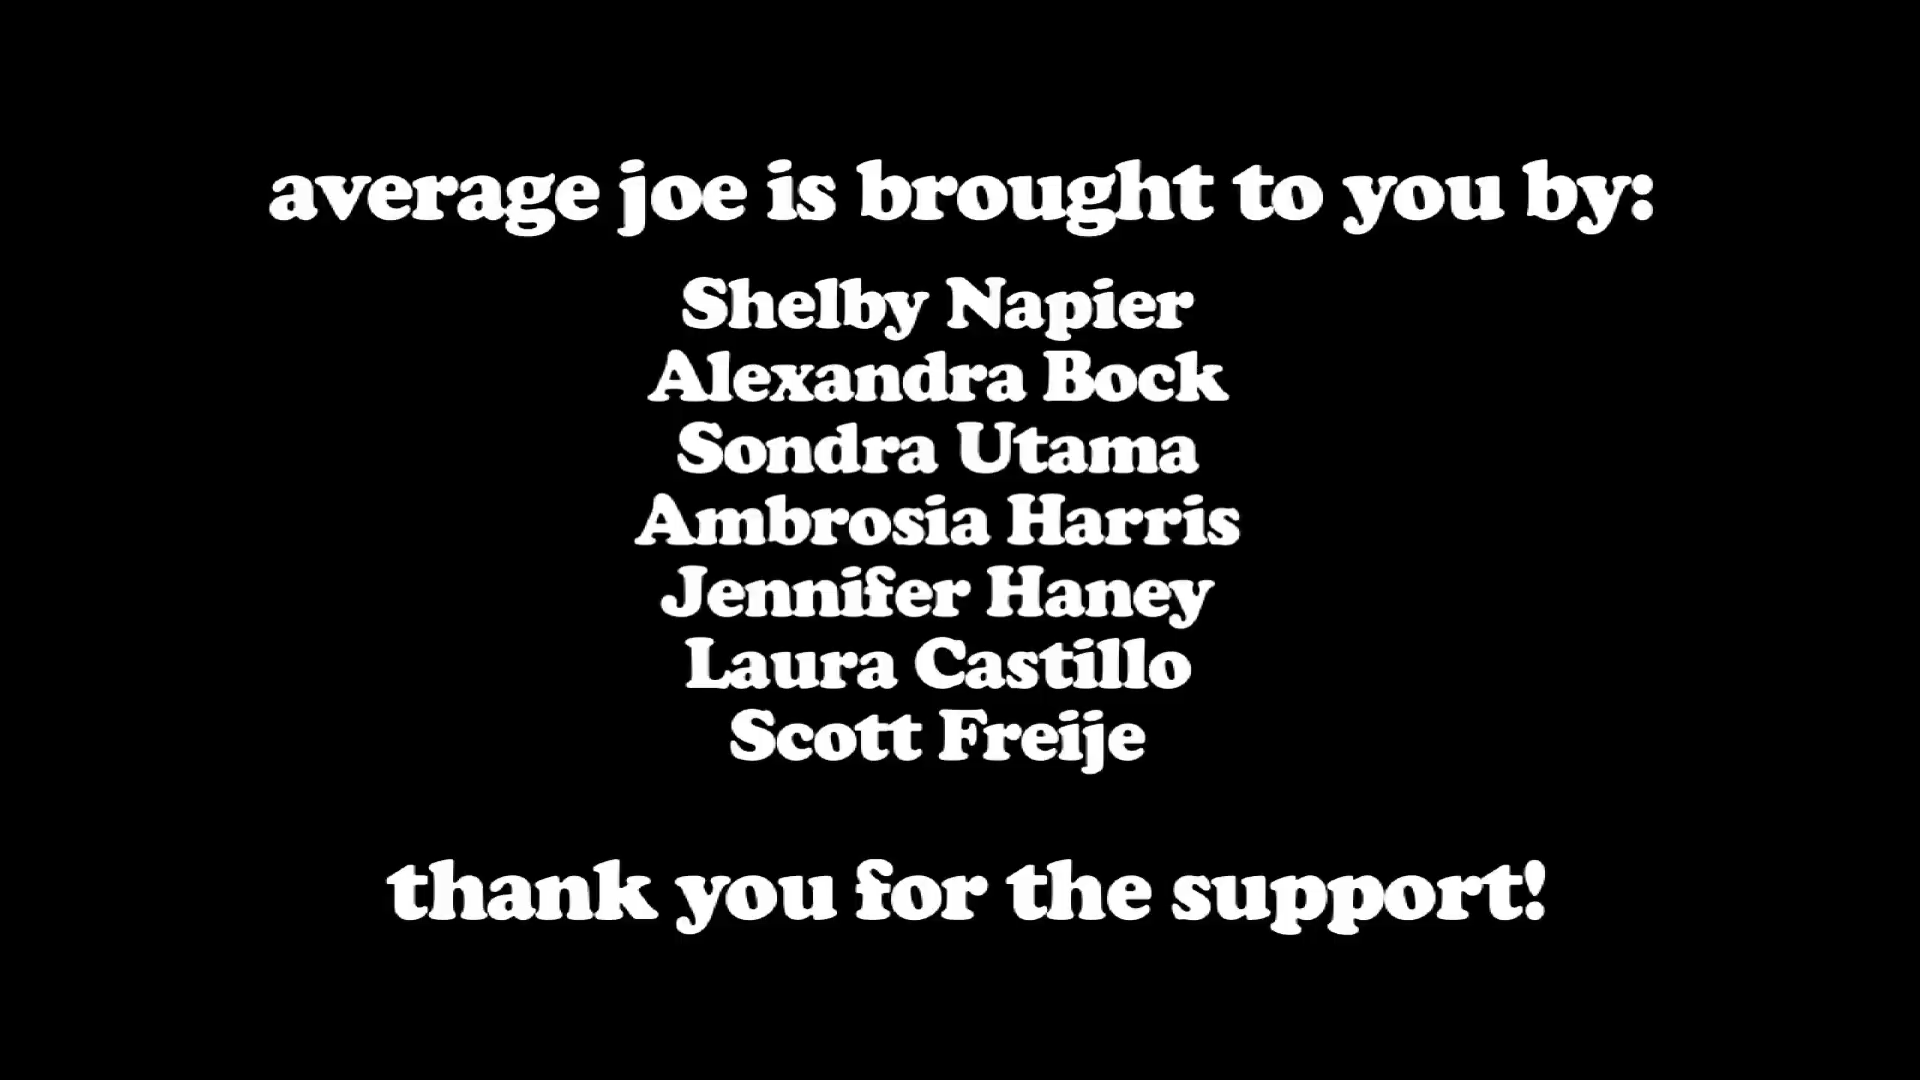 average joe is brought to you by:
Shelby Napier
Alexandra Bock
Sondra Utama
Ambrosia Harris
Jennifer Haney
Laura Castillo
Scott Freije
thank you for the support!